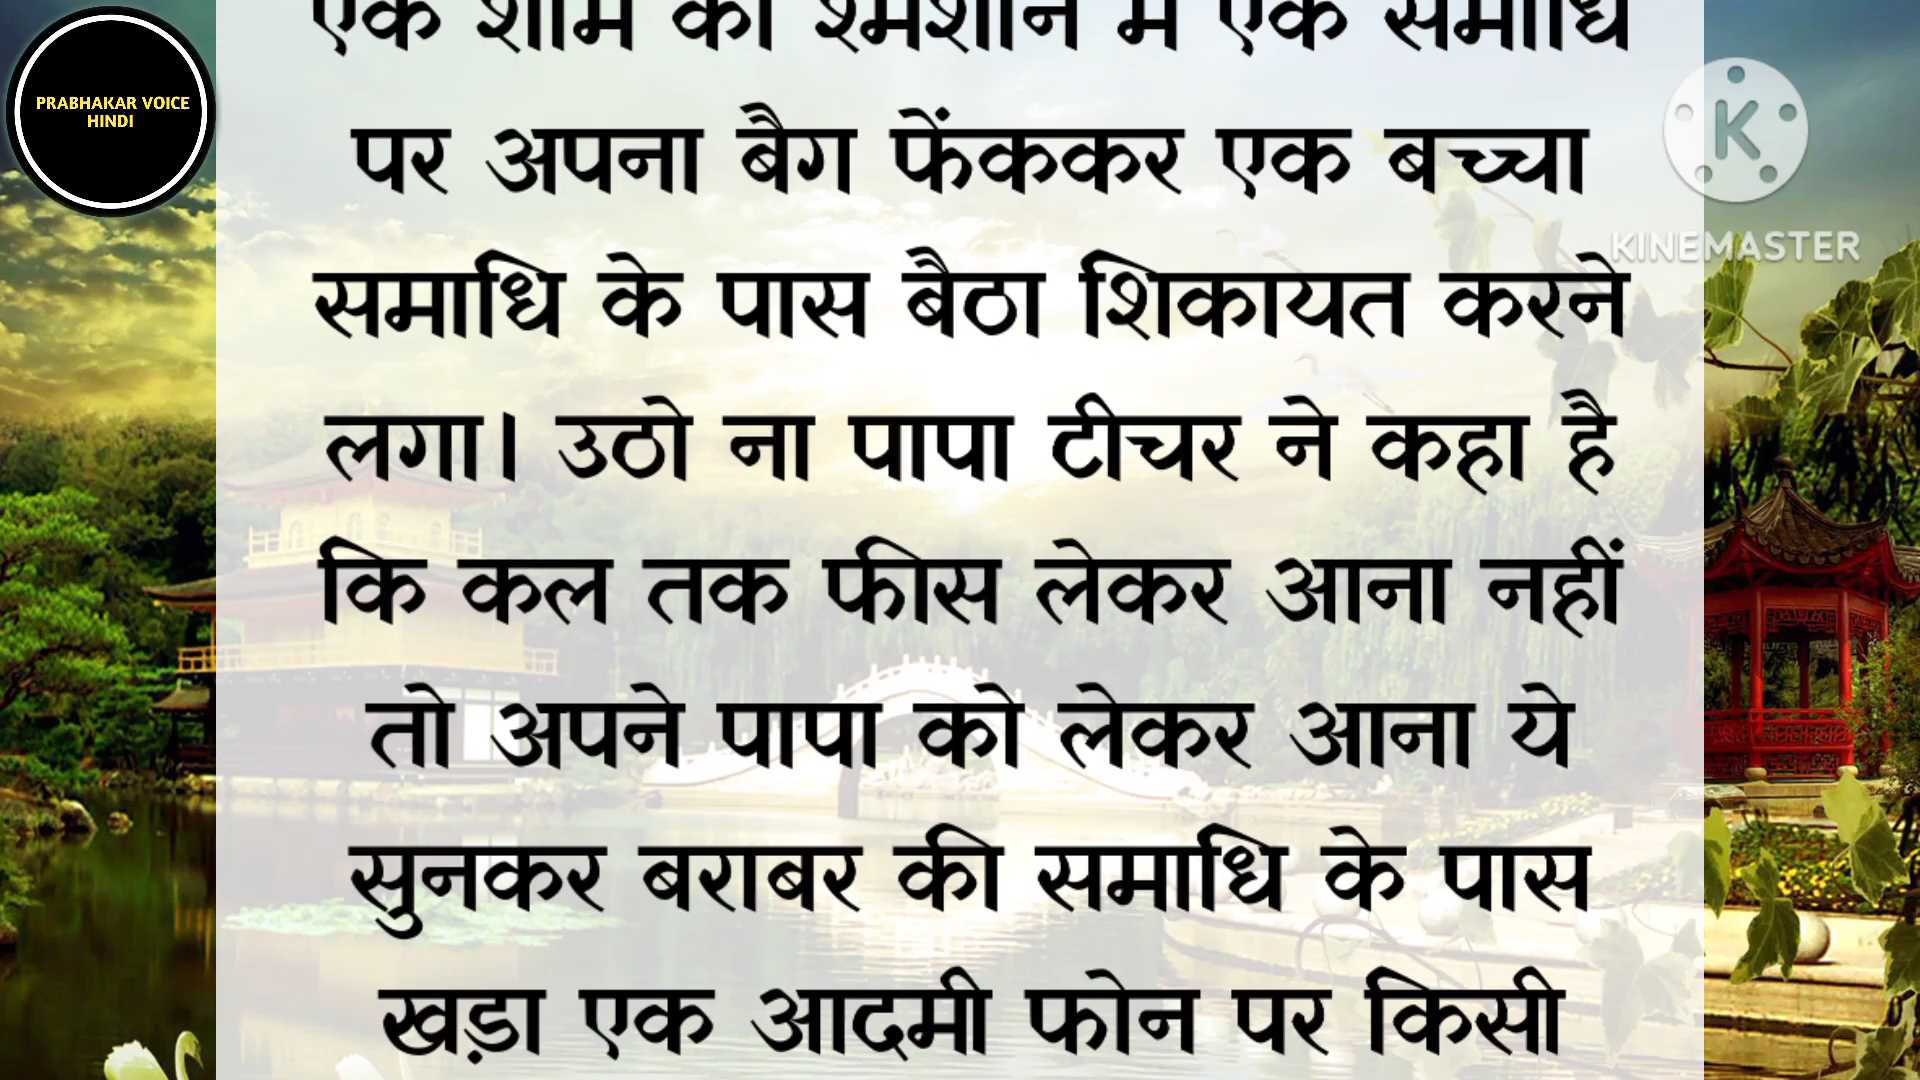 PRABHAKAR VOICE
HINDI
KINEMASTER
एक शाम को श्मशान में एक समाधि
पर अपना बैग फेंककर एक बच्चा
समाधि के पास बैठा शिकायत करने
लगा। उठो ना पापा टीचर ने कहा है
कि कल तक फीस लेकर आना नहीं
तो अपने पापा को लेकर आना ये
सुनकर बराबर की समाधि के पास
खड़ा एक आदमी फोन पर किसी